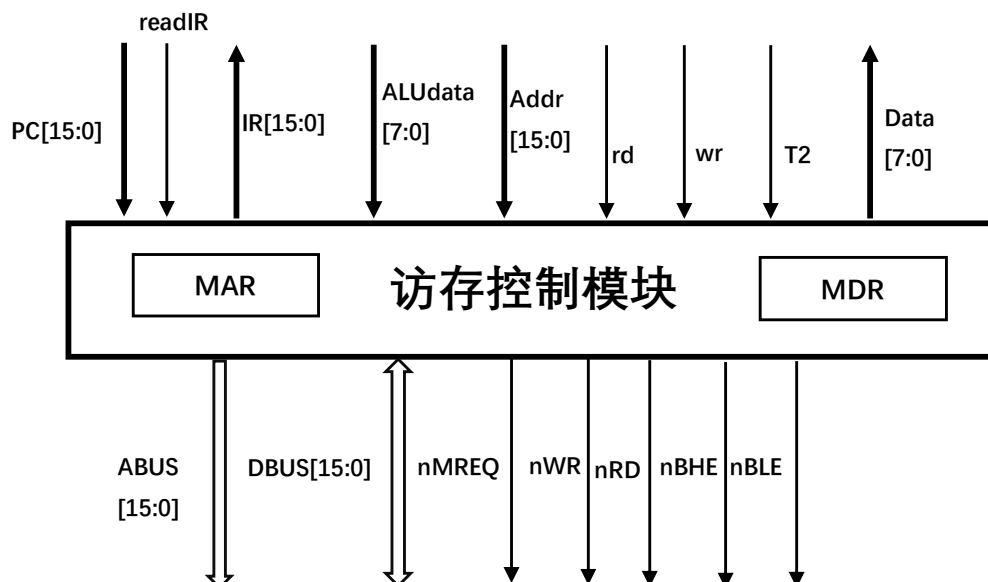 readIR
PC[15:0]
IR[15:0]
ALUdata
[7:0]
Addr
[15:0]
rd
wr
T2
Data
[7:0]
MAR
访存控制模块
MDR
ABUS
[15:0]
DBUS[15:0]
nMREQ
nWR
nRD
nBHE
nBLE